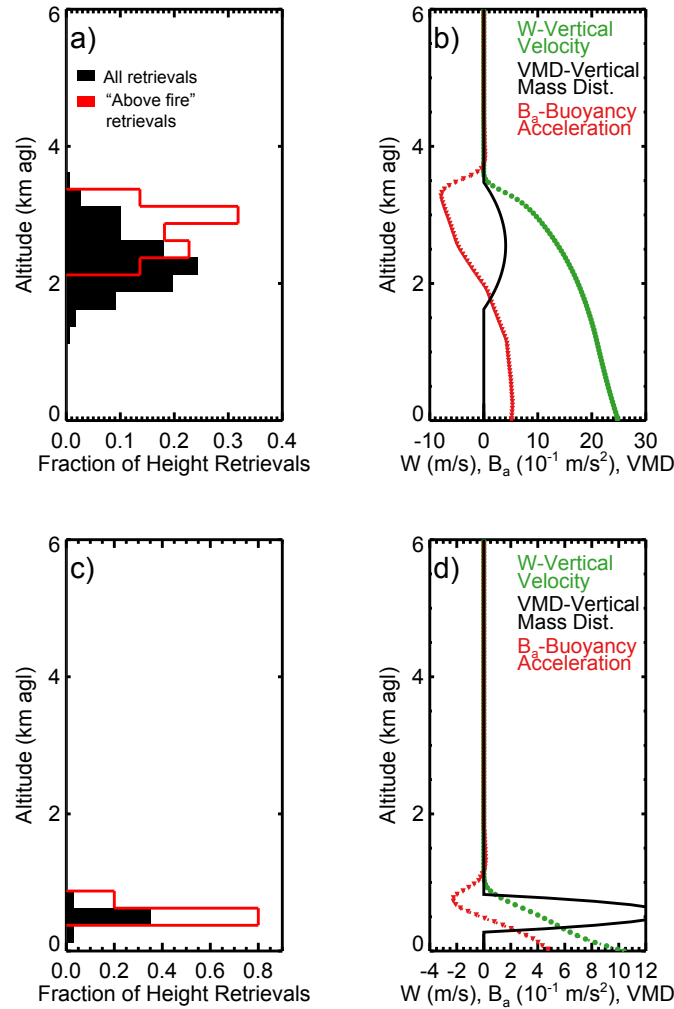 a)
All retrievals
"Above fire"
retrievals
Altitude (km agl)
6
4
2
0
0.0 0.1 0.2 0.3 0.4
Fraction of Height Retrievals
b)
W-Vertical
Velocity
VMD-Vertical
Mass Dist.
Ba-Buoyancy
Acceleration
Altitude (km agl)
6
4
2
0
-10 0 10 20 30
W (m/s), Ba (10-1 m/s2), VMD
c)
Altitude (km agl)
6
4
2
0
0.0 0.2 0.4 0.6 0.8
Fraction of Height Retrievals
d)
W-Vertical
Velocity
VMD-Vertical
Mass Dist.
Ba-Buoyancy
Acceleration
Altitude (km agl)
6
4
2
0
-4 -2 0 2 4 6 8 10 12
W (m/s), Ba (10-1 m/s2), VMD